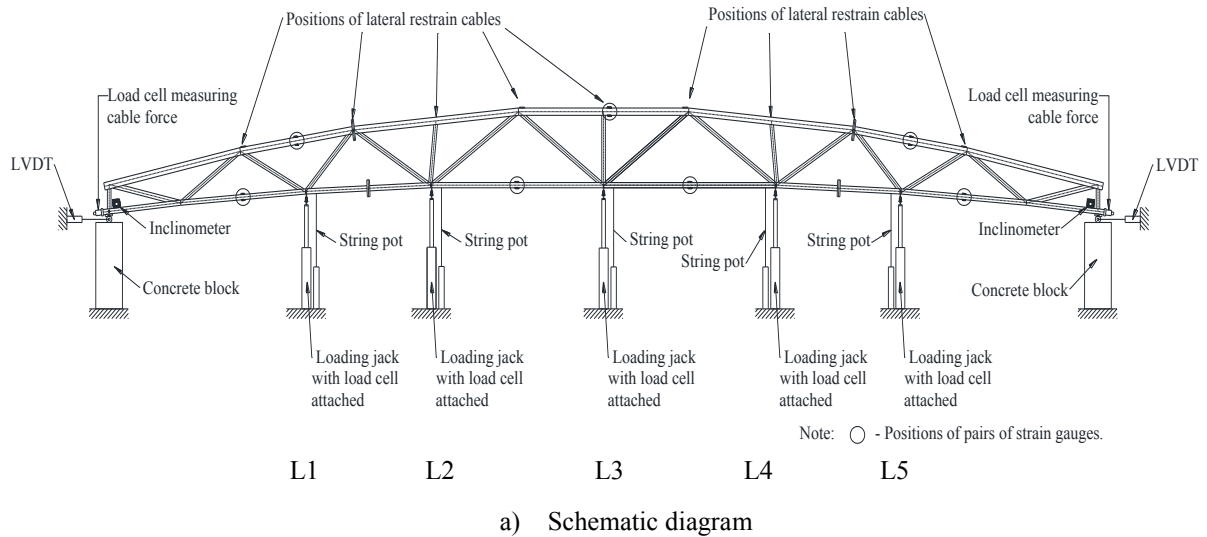 Positions of lateral restrain cables
Positions of lateral restrain cables
Load cell measuring
cable force
Load cell measuring
cable force
LVDT
LVDT
Inclinometer
String pot
String pot
String pot
String pot
String pot
Inclinometer
Concrete block
Concrete block
Loading jack
with load cell
attached
Loading jack
with load cell
attached
Loading jack
with load cell
attached
Loading jack
with load cell
attached
Loading jack
with load cell
attached
Note: - Positions of pairs of strain gauges.
L1 L2 L3 L4 L5
a) Schematic diagram